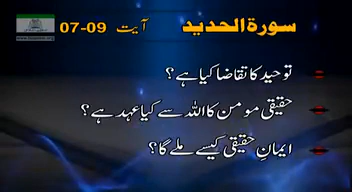 سورۃ الحدید آیت 09-07
توحید کا تقاضا کیا ہے؟
حقیقی مومن کا اللہ سے کیا عہد ہے؟
ایمانِ حقیقی کیسے ملے گا؟